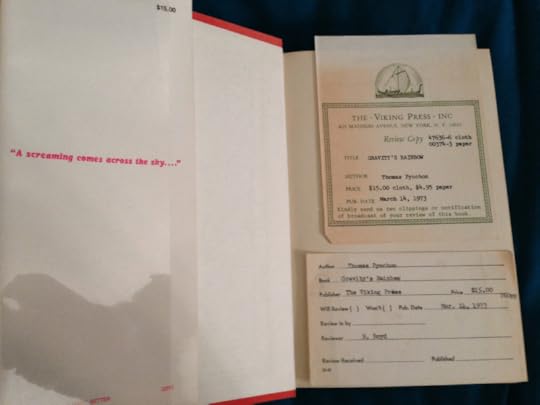 $15.00
"A screaming comes across the sky...."
THE · VIKING PRESS · INC
625 MADISON AVENUE, NEW YORK, N. Y. 10022
Review Copy 47636-6 cloth
00374-3 paper
TITLE GRAVITY'S RAINBOW
AUTHOR Thomas Pynchon
PRICE $15.00 cloth, $4.95 paper
PUB DATE March 14, 1973
Kindly send us two clippings or notification
of broadcast of your review of this book.
Author Thomas Pynchon
Book Gravity's Rainbow
Publisher The Viking Press Price $15.00
Will Review ( ) Won't ( ) Pub. Date Mar. 14, 1973
Review in by
Reviewer Boyd
Review Received Published